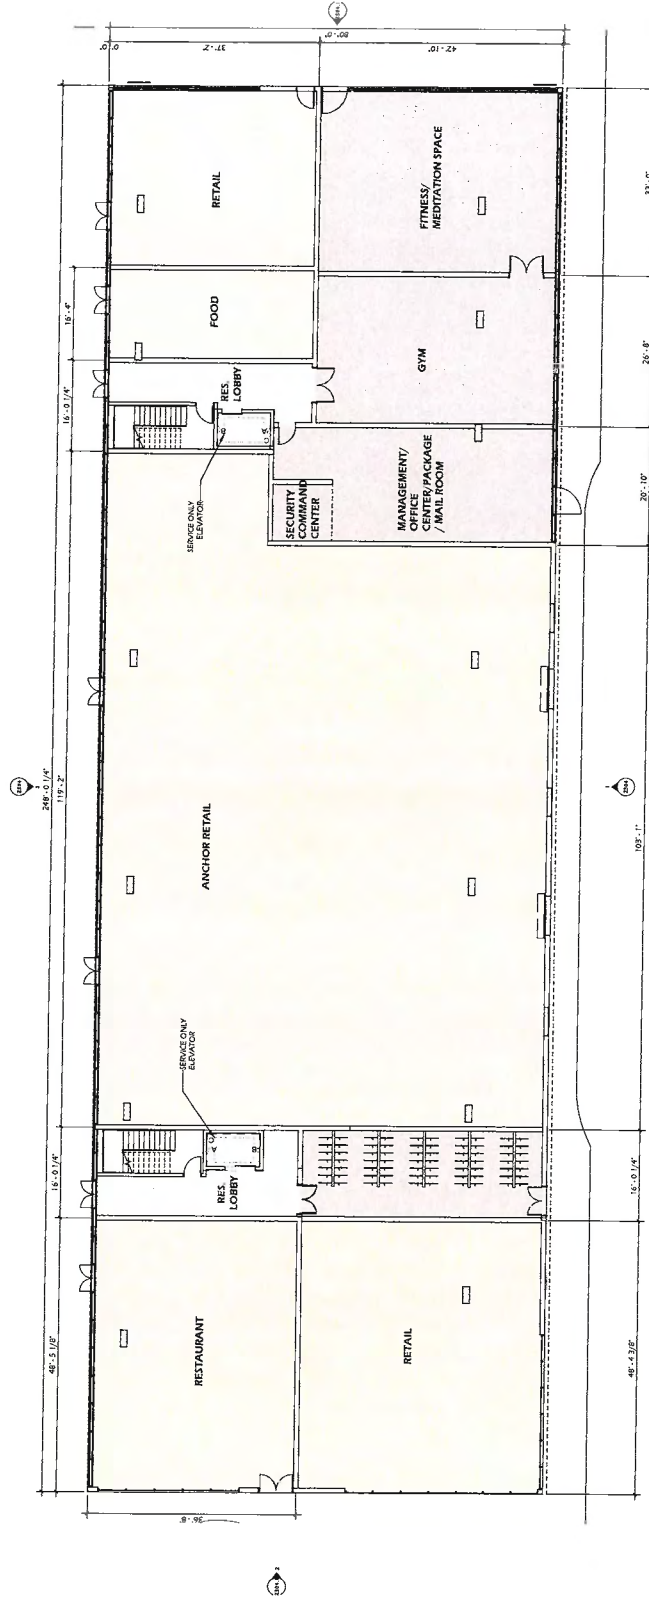 80'-0"
0'-0"
37'-2"
42'-10"
RETAIL
FITNESS/
MEDITATION SPACE
16'-4"
FOOD
GYM
26'-8"
16'-0 1/4"
RES.
LOBBY
SERVICE ONLY
ELEVATOR
SECURITY
COMMAND
CENTER
MANAGEMENT/
OFFICE
CENTER/PACKAGE
/ MAIL ROOM
20'-10"
248'-0 1/4"
119'-2"
ANCHOR RETAIL
103'-1"
SERVICE ONLY
ELEVATOR
16'-0 1/4"
RES.
LOBBY
16'-0 1/4"
48'-5 1/8"
RESTAURANT
RETAIL
48'-4 3/8"
36'-8"